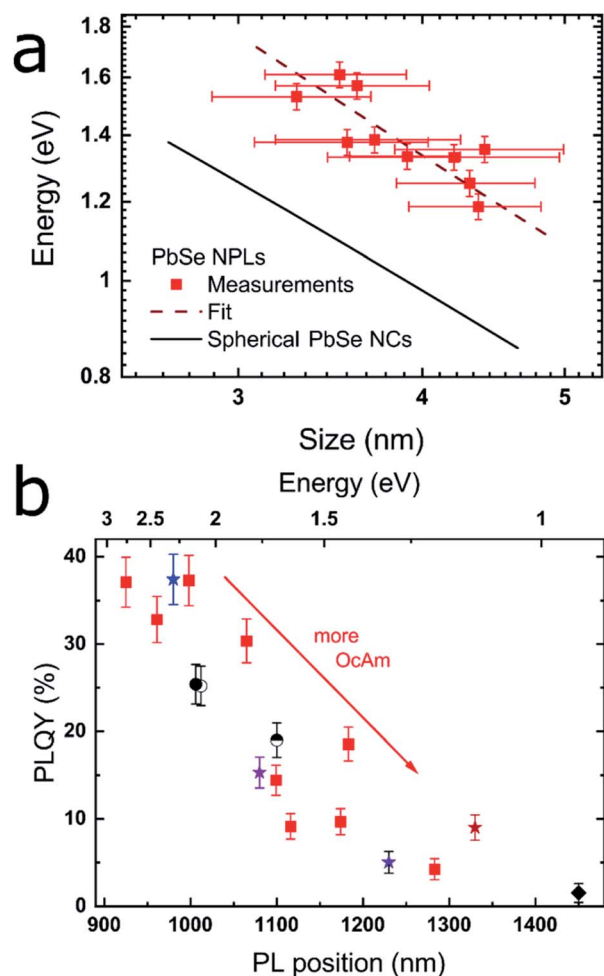 a
1.8
1.6
1.4
1.2
1
0.8
Energy (eV)
PbSe NPLs
Measurements
Fit
Spherical PbSe NCs
3 4 5
Size (nm)
b
Energy (eV)
3 2.5 2 1.5 1
40
30
20
10
0
PLQY (%)
more
OcAm
900 1000 1100 1200 1300 1400
PL position (nm)